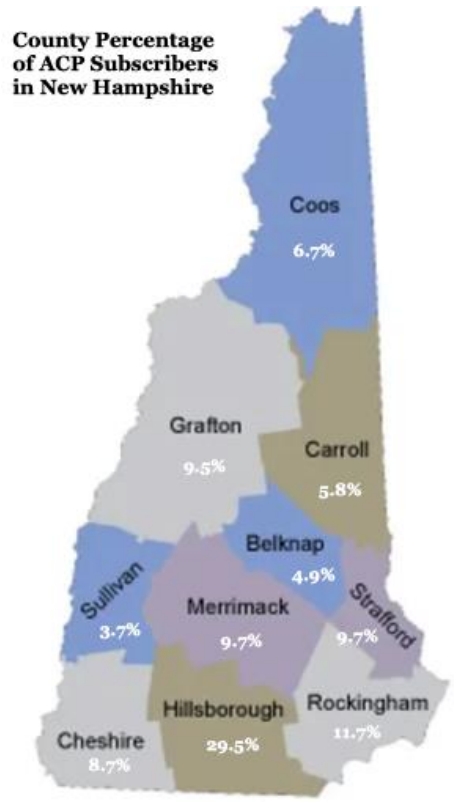 County Percentage
of ACP Subscribers
in New Hampshire
Coos
6.7%
Grafton
9.5%
Carroll
5.8%
Belknap
4.9%
Sullivan
3.7%
Merrimack
9.7%
Strafford
9.7%
Hillsborough
29.5%
Rockingham
11.7%
Cheshire
8.7%